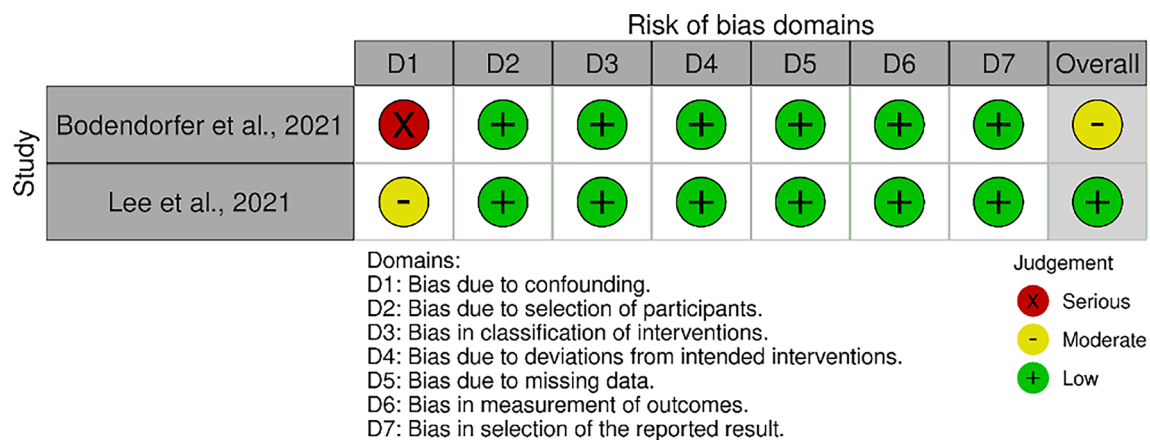 Risk of bias domains
D1 D2 D3 D4 D5 D6 D7 Overall
Study
Bodendorfer et al., 2021 X + + + + + + -
Lee et al., 2021 - + + + + + + +
Domains:
D1: Bias due to confounding.
D2: Bias due to selection of participants.
D3: Bias in classification of interventions.
D4: Bias due to deviations from intended interventions.
D5: Bias due to missing data.
D6: Bias in measurement of outcomes.
D7: Bias in selection of the reported result.
Judgement
X Serious
- Moderate
+ Low